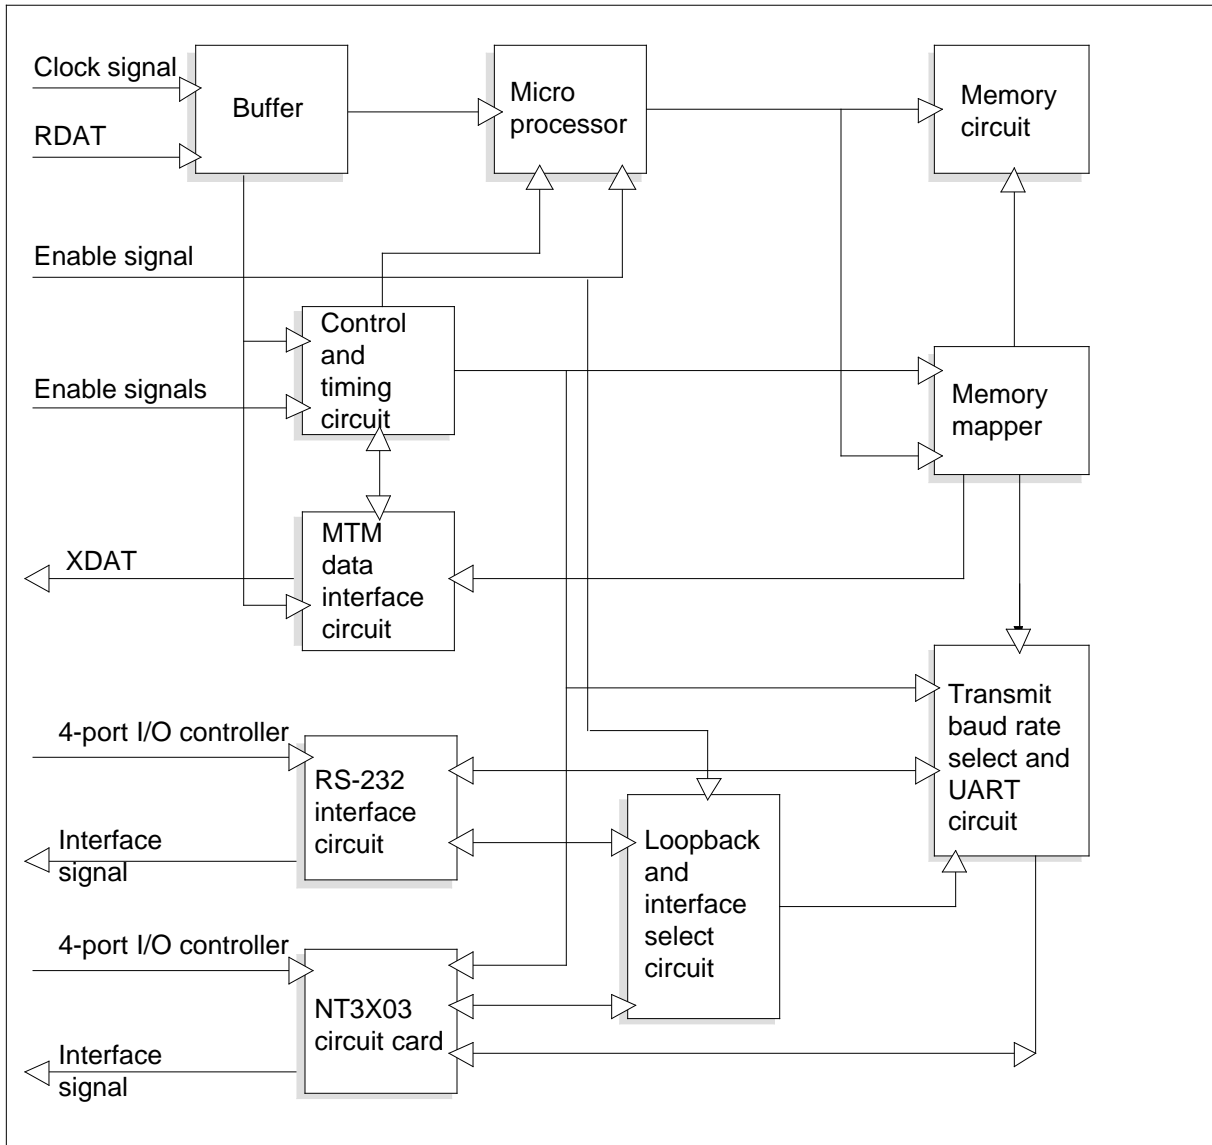 Clock signal
RDAT
Buffer
Micro
processor
Memory
circuit
Enable signal
Control
and
timing
circuit
Enable signals
Memory
mapper
XDAT
MTM
data
interface
circuit
4-port I/O controller
RS-232
interface
circuit
Interface
signal
Transmit
baud rate
select and
UART
circuit
Loopback
and
interface
select
circuit
4-port I/O controller
NT3X03
circuit card
Interface
signal